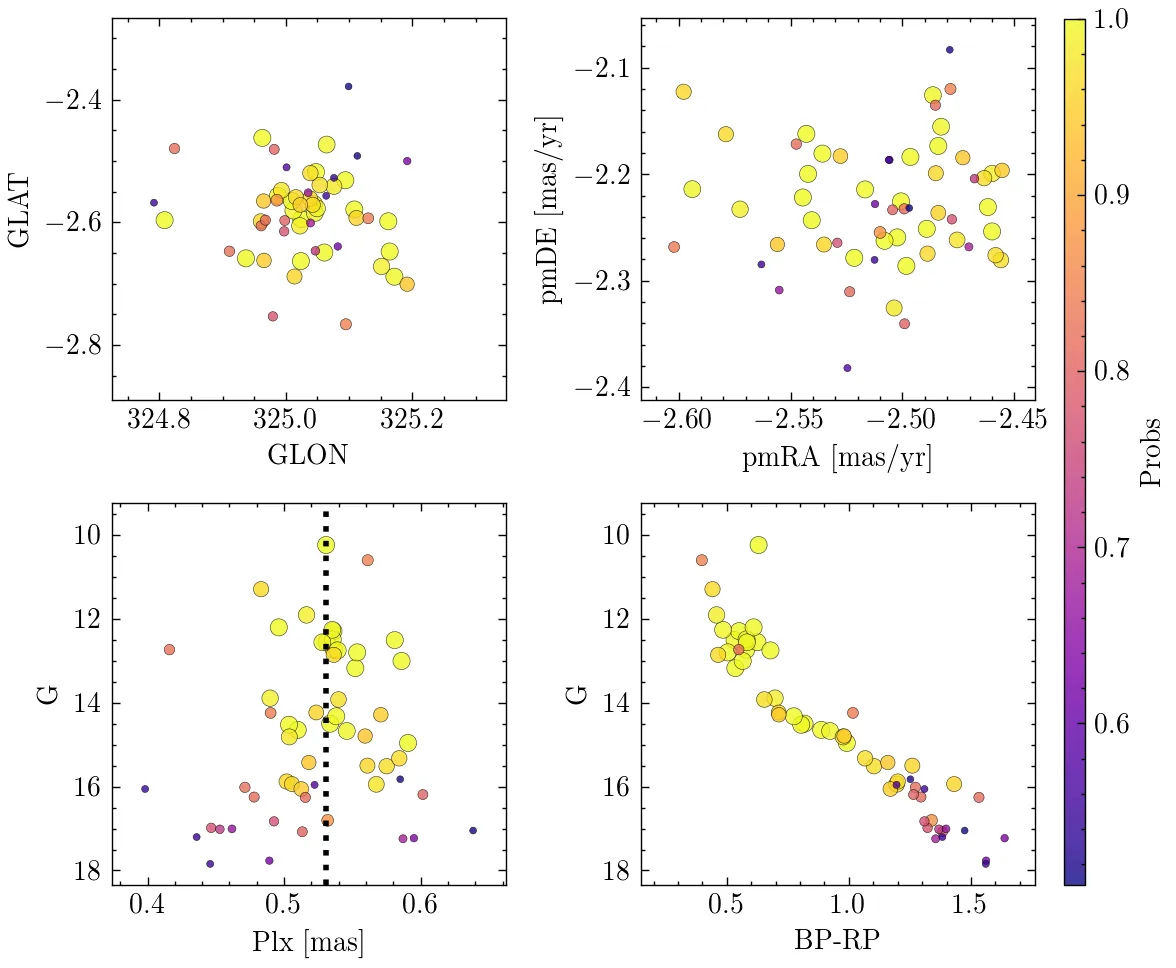 −2.4
−2.6
−2.8
GLAT
324.8 325.0 325.2
GLON
−2.1
−2.2
−2.3
−2.4
pmDE [mas/yr]
−2.60 −2.55 −2.50 −2.45
pmRA [mas/yr]
1.0
0.9
0.8
0.7
0.6
Probs
10
12
14
16
18
G
0.4 0.5 0.6
Plx [mas]
10
12
14
16
18
G
0.5 1.0 1.5
BP-RP